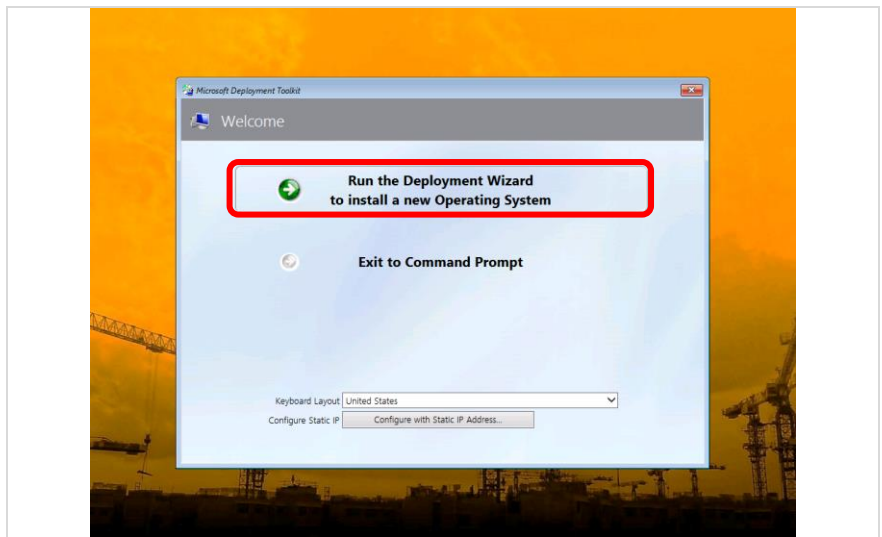 Microsoft Deployment Toolkit
Welcome
Run the Deployment Wizard
to install a new Operating System
Exit to Command Prompt
Keyboard Layout United States
Configure Static IP Configure with Static IP Address...